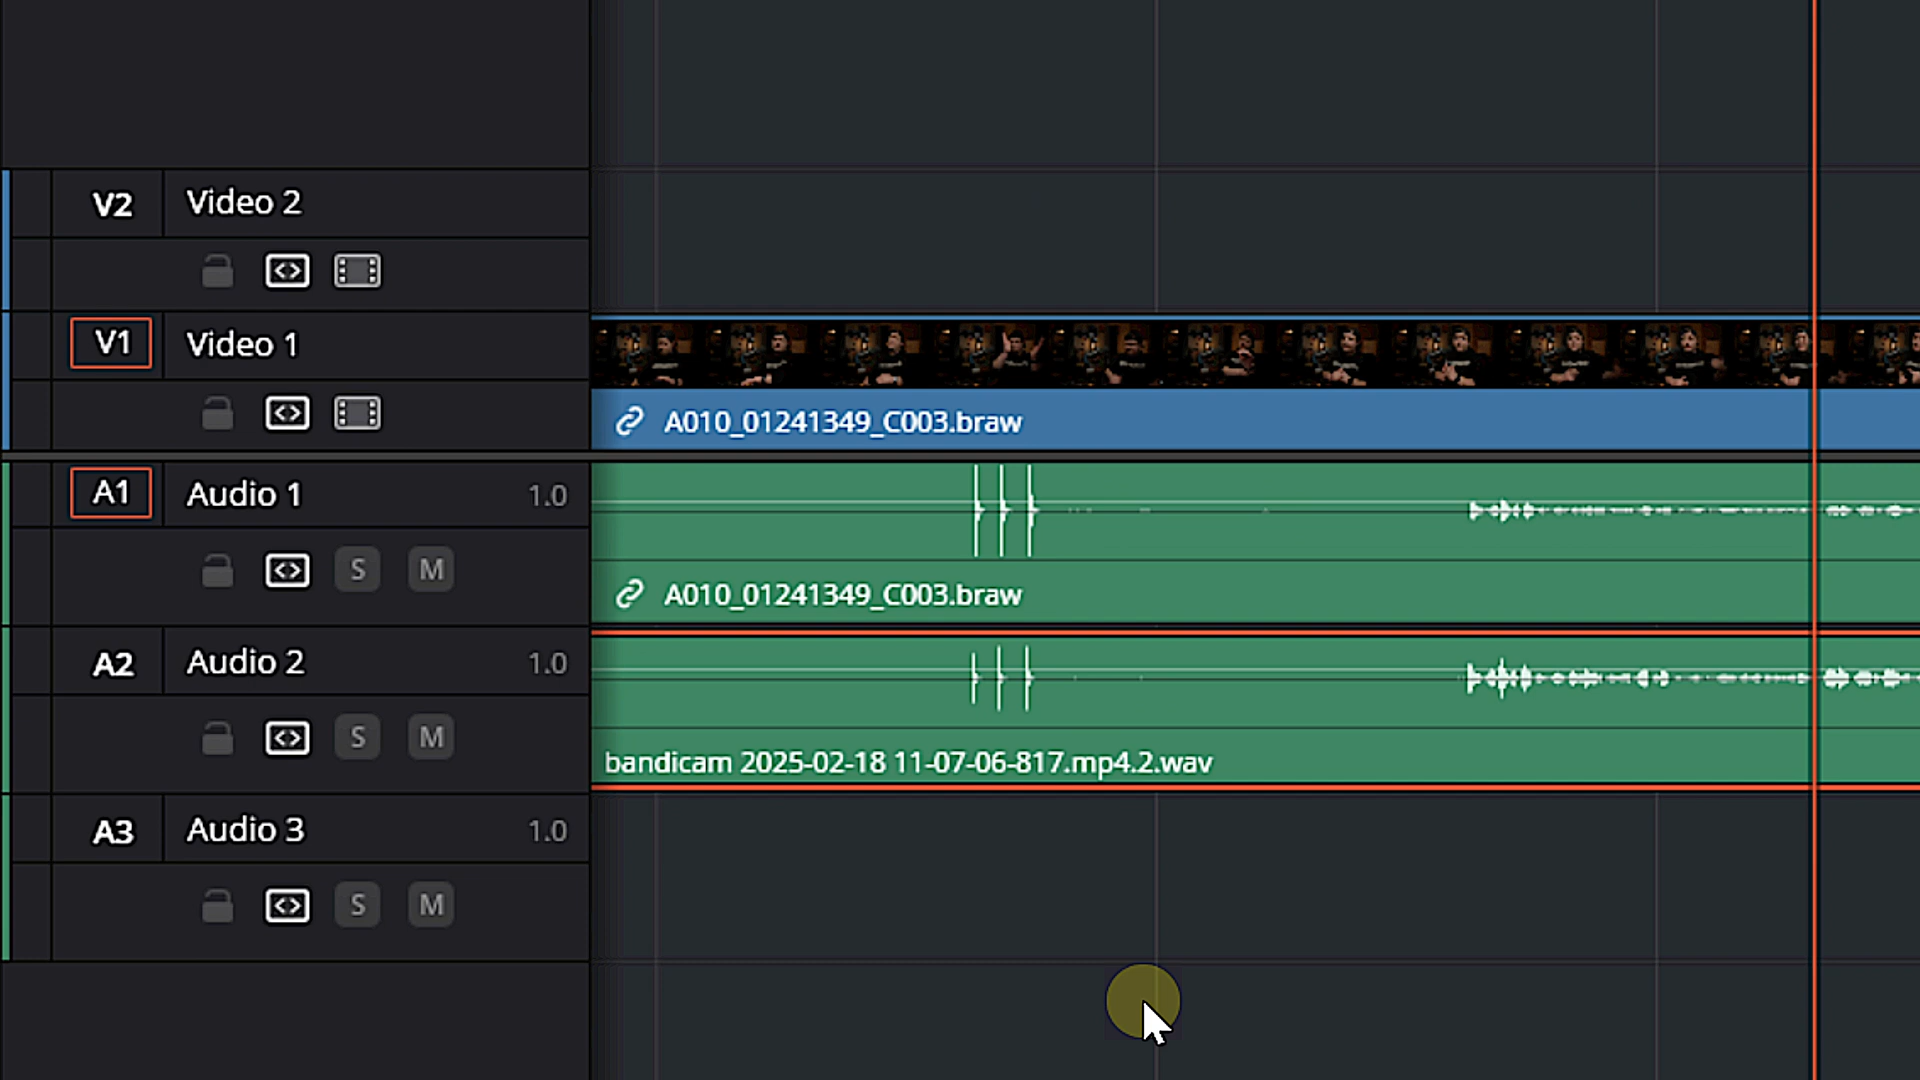 V2 Video 2
V1 Video 1
A010_01241349_C003.braw
A1 Audio 1 1.0
S M
A010_01241349_C003.braw
A2 Audio 2 1.0
S M
bandicam 2025-02-18 11-07-06-817.mp4.2.wav
A3 Audio 3 1.0
S M